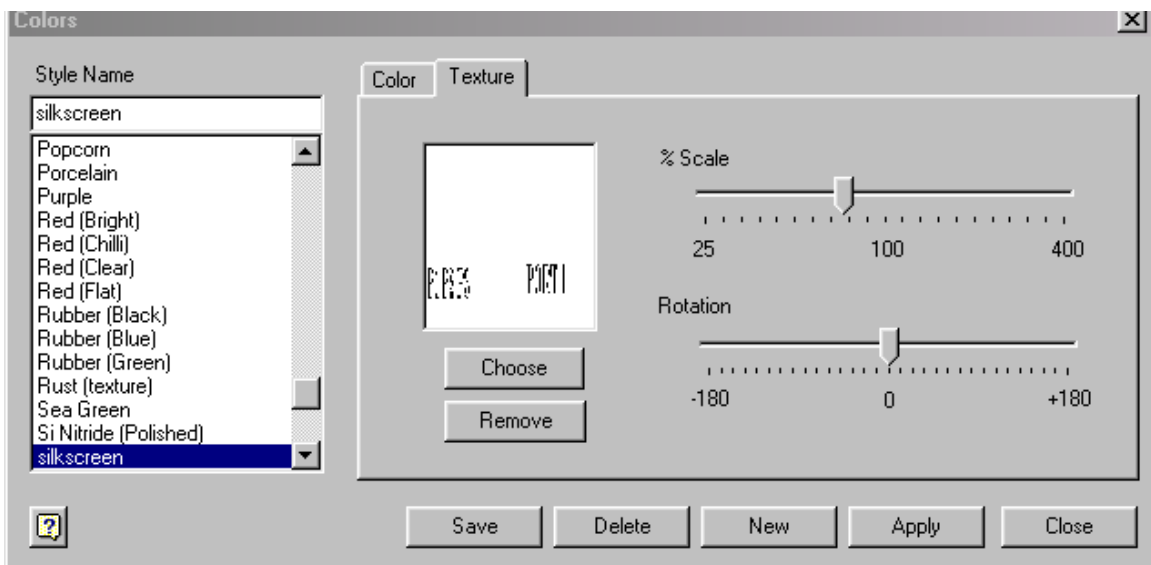 Colors
Style Name
silkscreen
Popcorn
Porcelain
Purple
Red (Bright)
Red (Chilli)
Red (Clear)
Red (Flat)
Rubber (Black)
Rubber (Blue)
Rubber (Green)
Rust (texture)
Sea Green
Si Nitride (Polished)
silkscreen
Color Texture
% Scale
25 100 400
Rotation
-180 0 +180
Choose
Remove
Save Delete New Apply Close